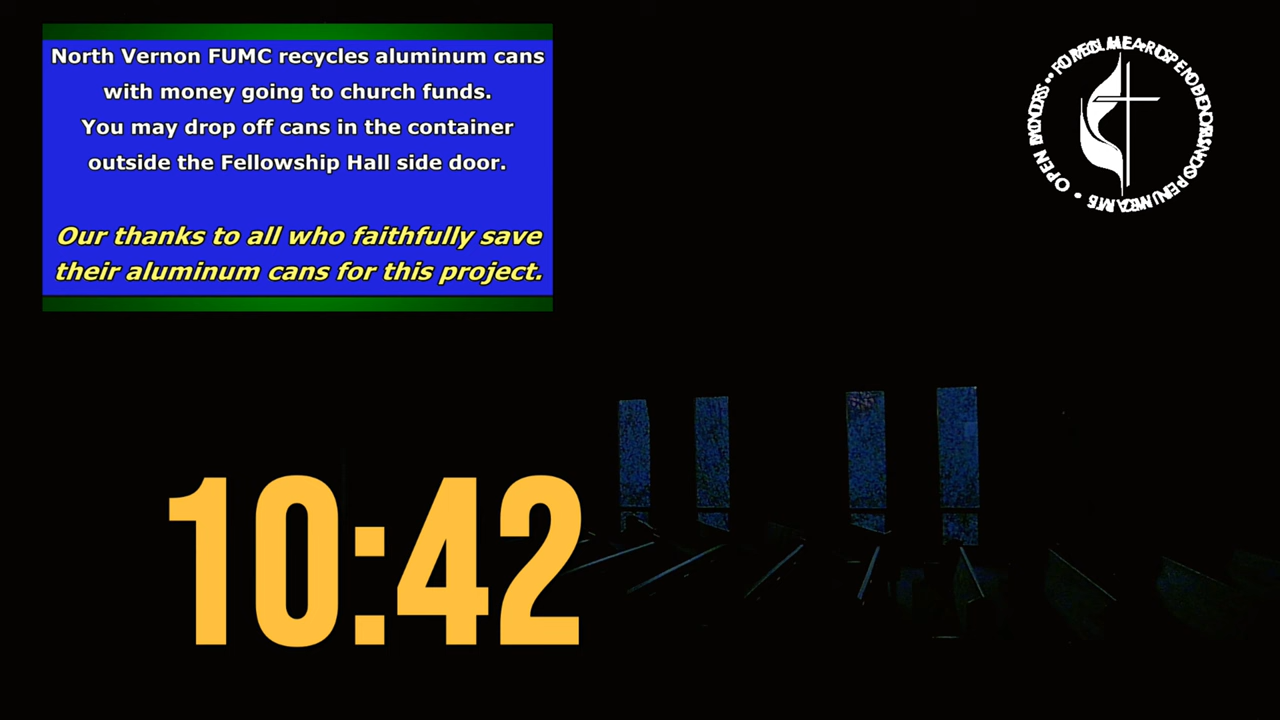 North Vernon FUMC recycles aluminum cans
with money going to church funds.
You may drop off cans in the container
outside the Fellowship Hall side door.
Our thanks to all who faithfully save
their aluminum cans for this project.
10:42